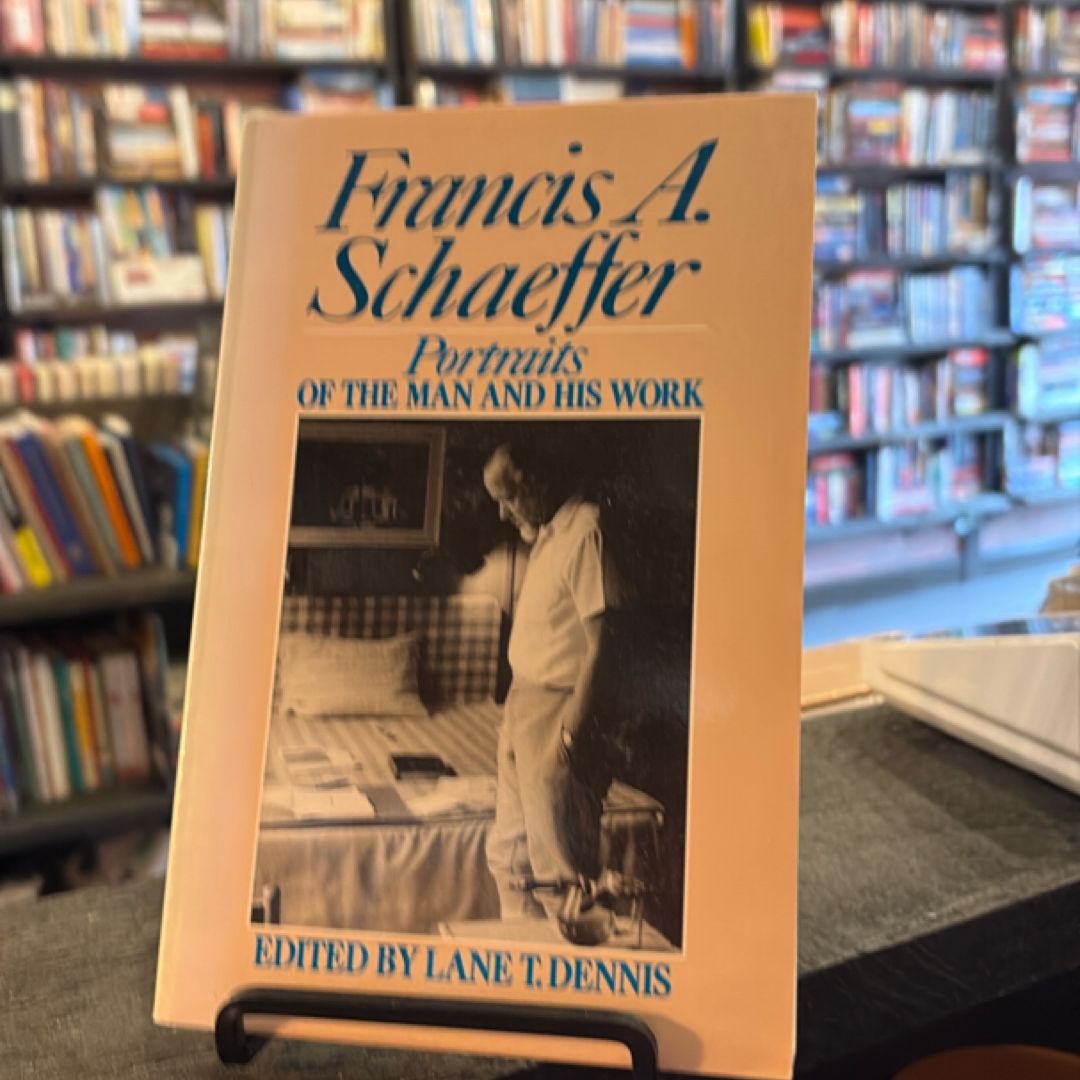 Francis A.
Schaeffer
Portraits
OF THE MAN AND HIS WORK
EDITED BY LANE T. DENNIS